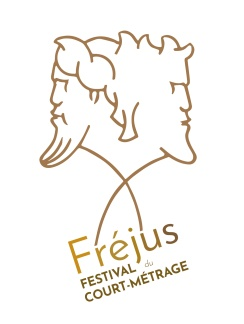 Fréjus
FESTIVAL du
COURT-MÉTRAGE